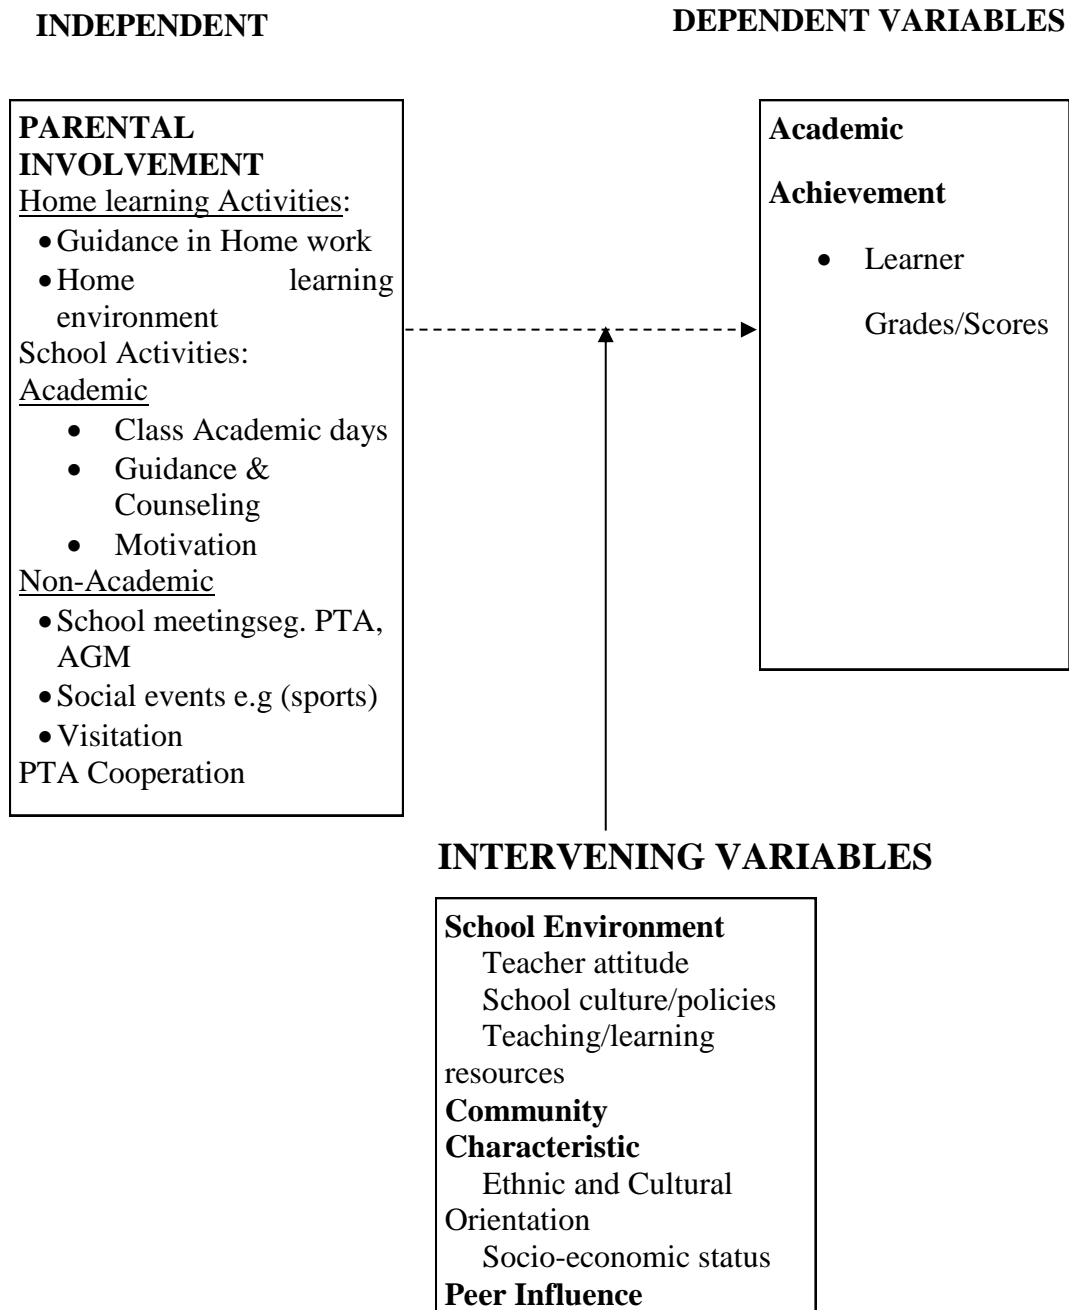 INDEPENDENT
DEPENDENT VARIABLES
PARENTAL
INVOLVEMENT
Home learning Activities:
• Guidance in Home work
• Home learning
environment
School Activities:
Academic
• Class Academic days
• Guidance &
Counseling
• Motivation
Non-Academic
• School meetingseg. PTA,
AGM
• Social events e.g (sports)
• Visitation
PTA Cooperation
Academic
Achievement
• Learner
Grades/Scores
INTERVENING VARIABLES
School Environment
Teacher attitude
School culture/policies
Teaching/learning
resources
Community
Characteristic
Ethnic and Cultural
Orientation
Socio-economic status
Peer Influence